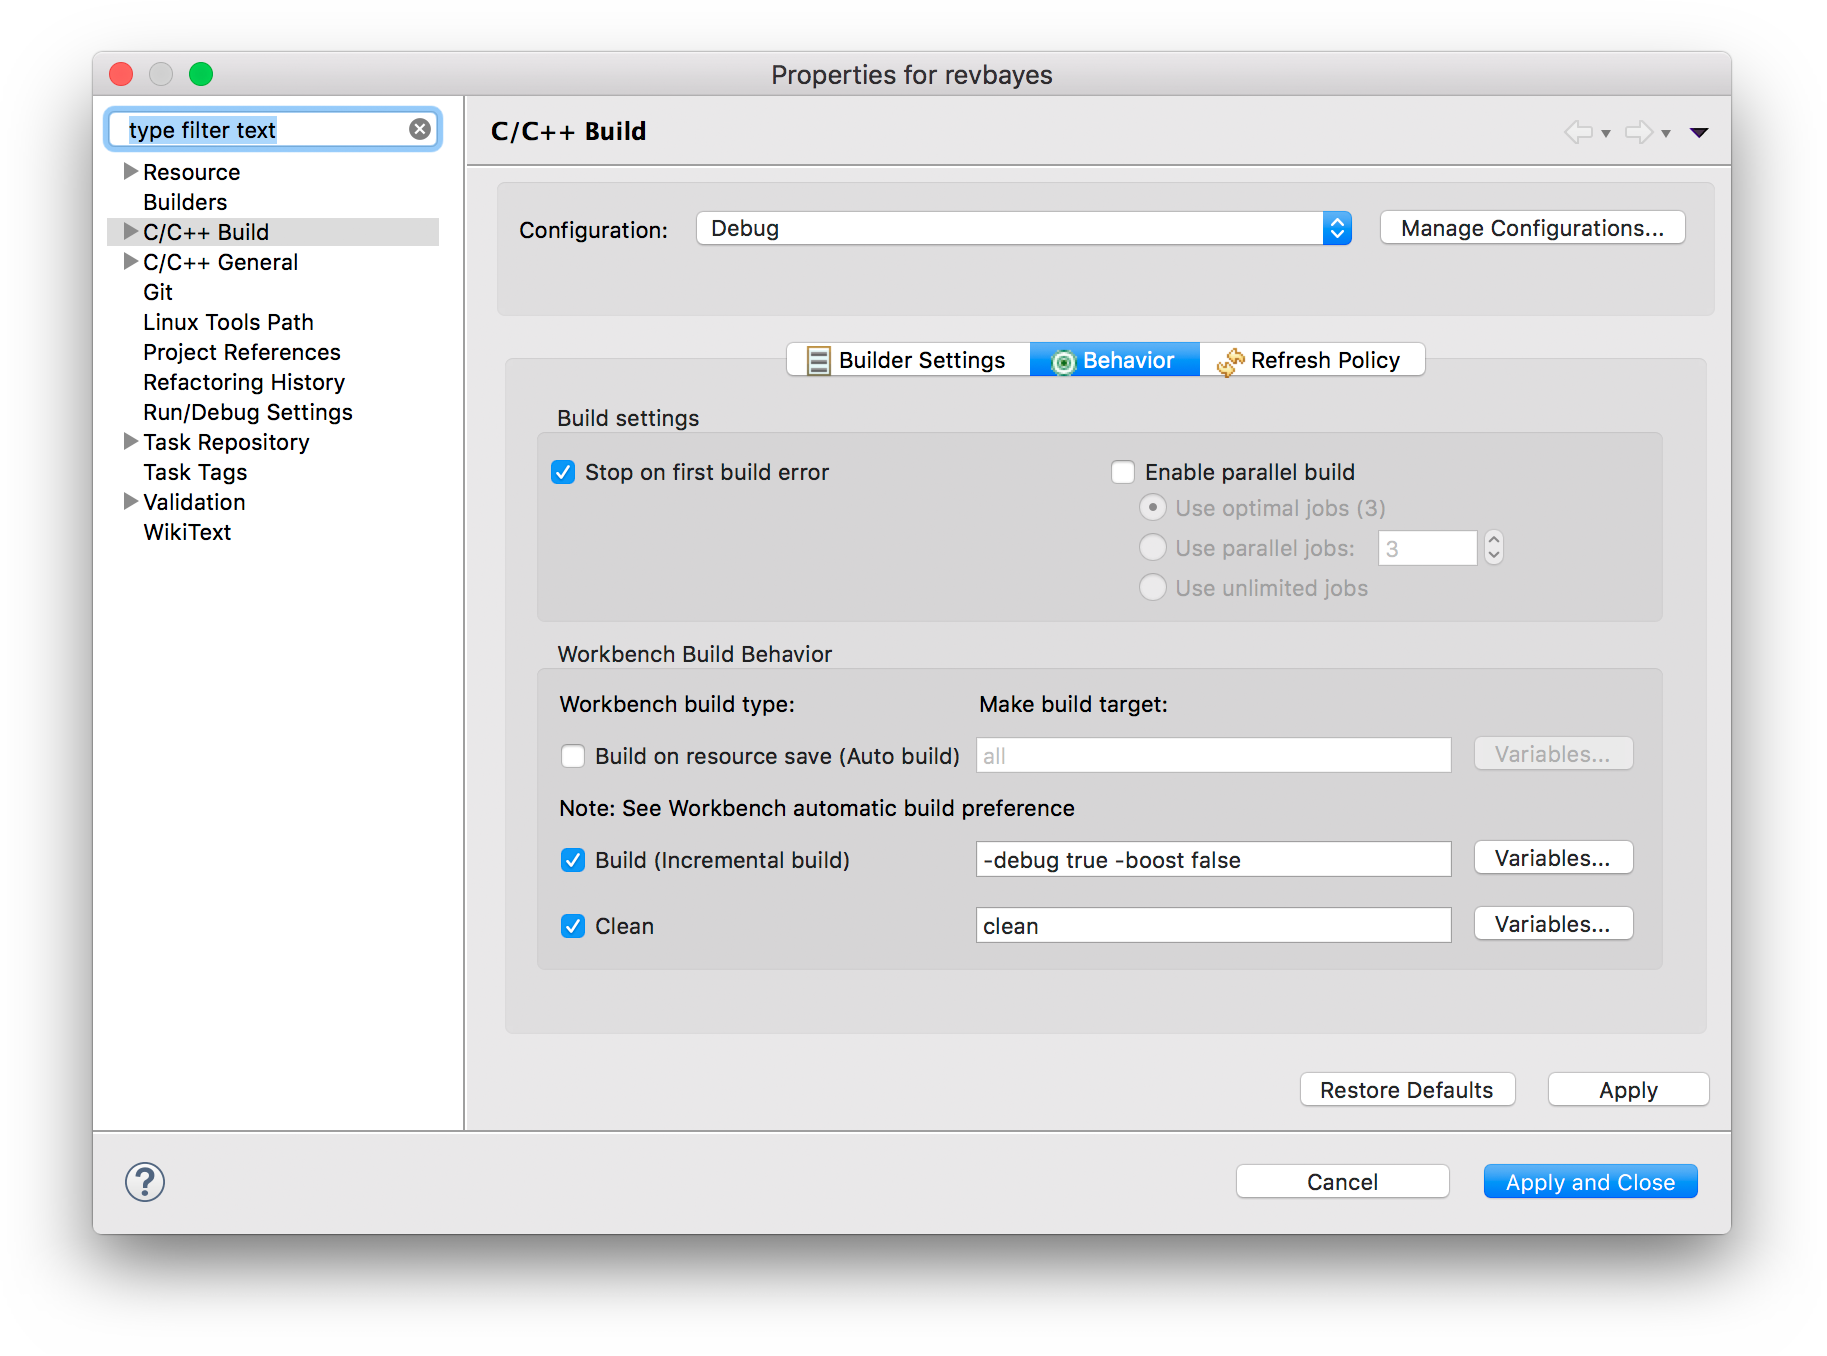 Properties for revbayes
type filter text
Resource
Builders
C/C++ Build
C/C++ General
Git
Linux Tools Path
Project References
Refactoring History
Run/Debug Settings
Task Repository
Task Tags
Validation
WikiText
C/C++ Build
Configuration: Debug Manage Configurations...
Builder Settings Behavior Refresh Policy
Build settings
Stop on first build error Enable parallel build
Use optimal jobs (3)
Use parallel jobs: 3
Use unlimited jobs
Workbench Build Behavior
Workbench build type: Make build target:
Build on resource save (Auto build) all Variables...
Note: See Workbench automatic build preference
Build (Incremental build) -debug true -boost false Variables...
Clean clean Variables...
Restore Defaults Apply
? Cancel Apply and Close